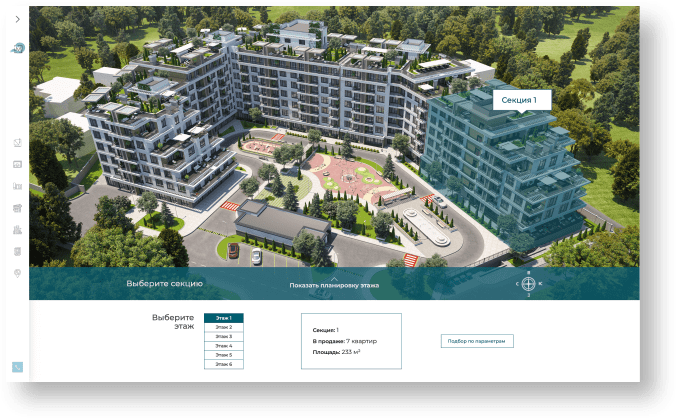 Секция 1
Выберите секцию
Показать планировку этажа
В
С Ю
З
Выберите
этаж
Этаж 1
Этаж 2
Этаж 3
Этаж 4
Этаж 5
Этаж 6
Секция: 1
В продаже: 7 квартир
Площадь: 233 м²
Подбор по параметрам